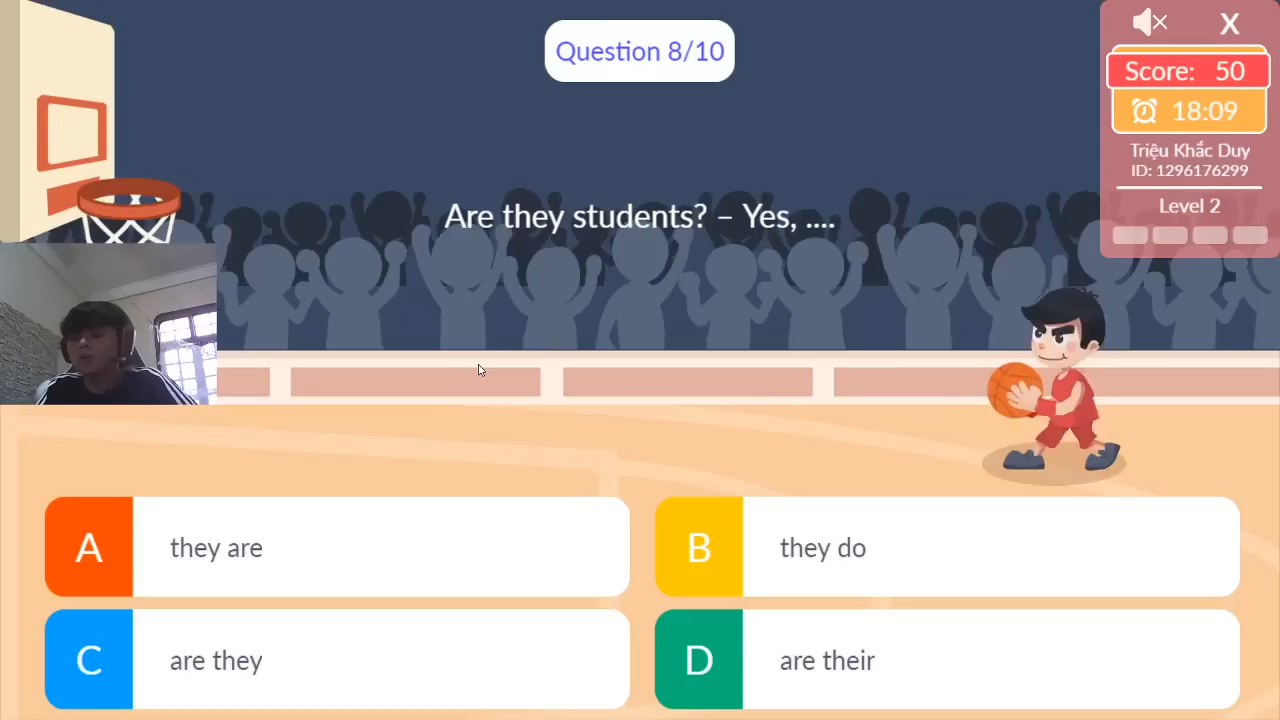 Question 8/10
X
Score: 50
18:09
Triệu Khắc Duy
ID: 1296176299
Level 2
Are they students? – Yes, ....
A they are
B they do
C are they
D are their